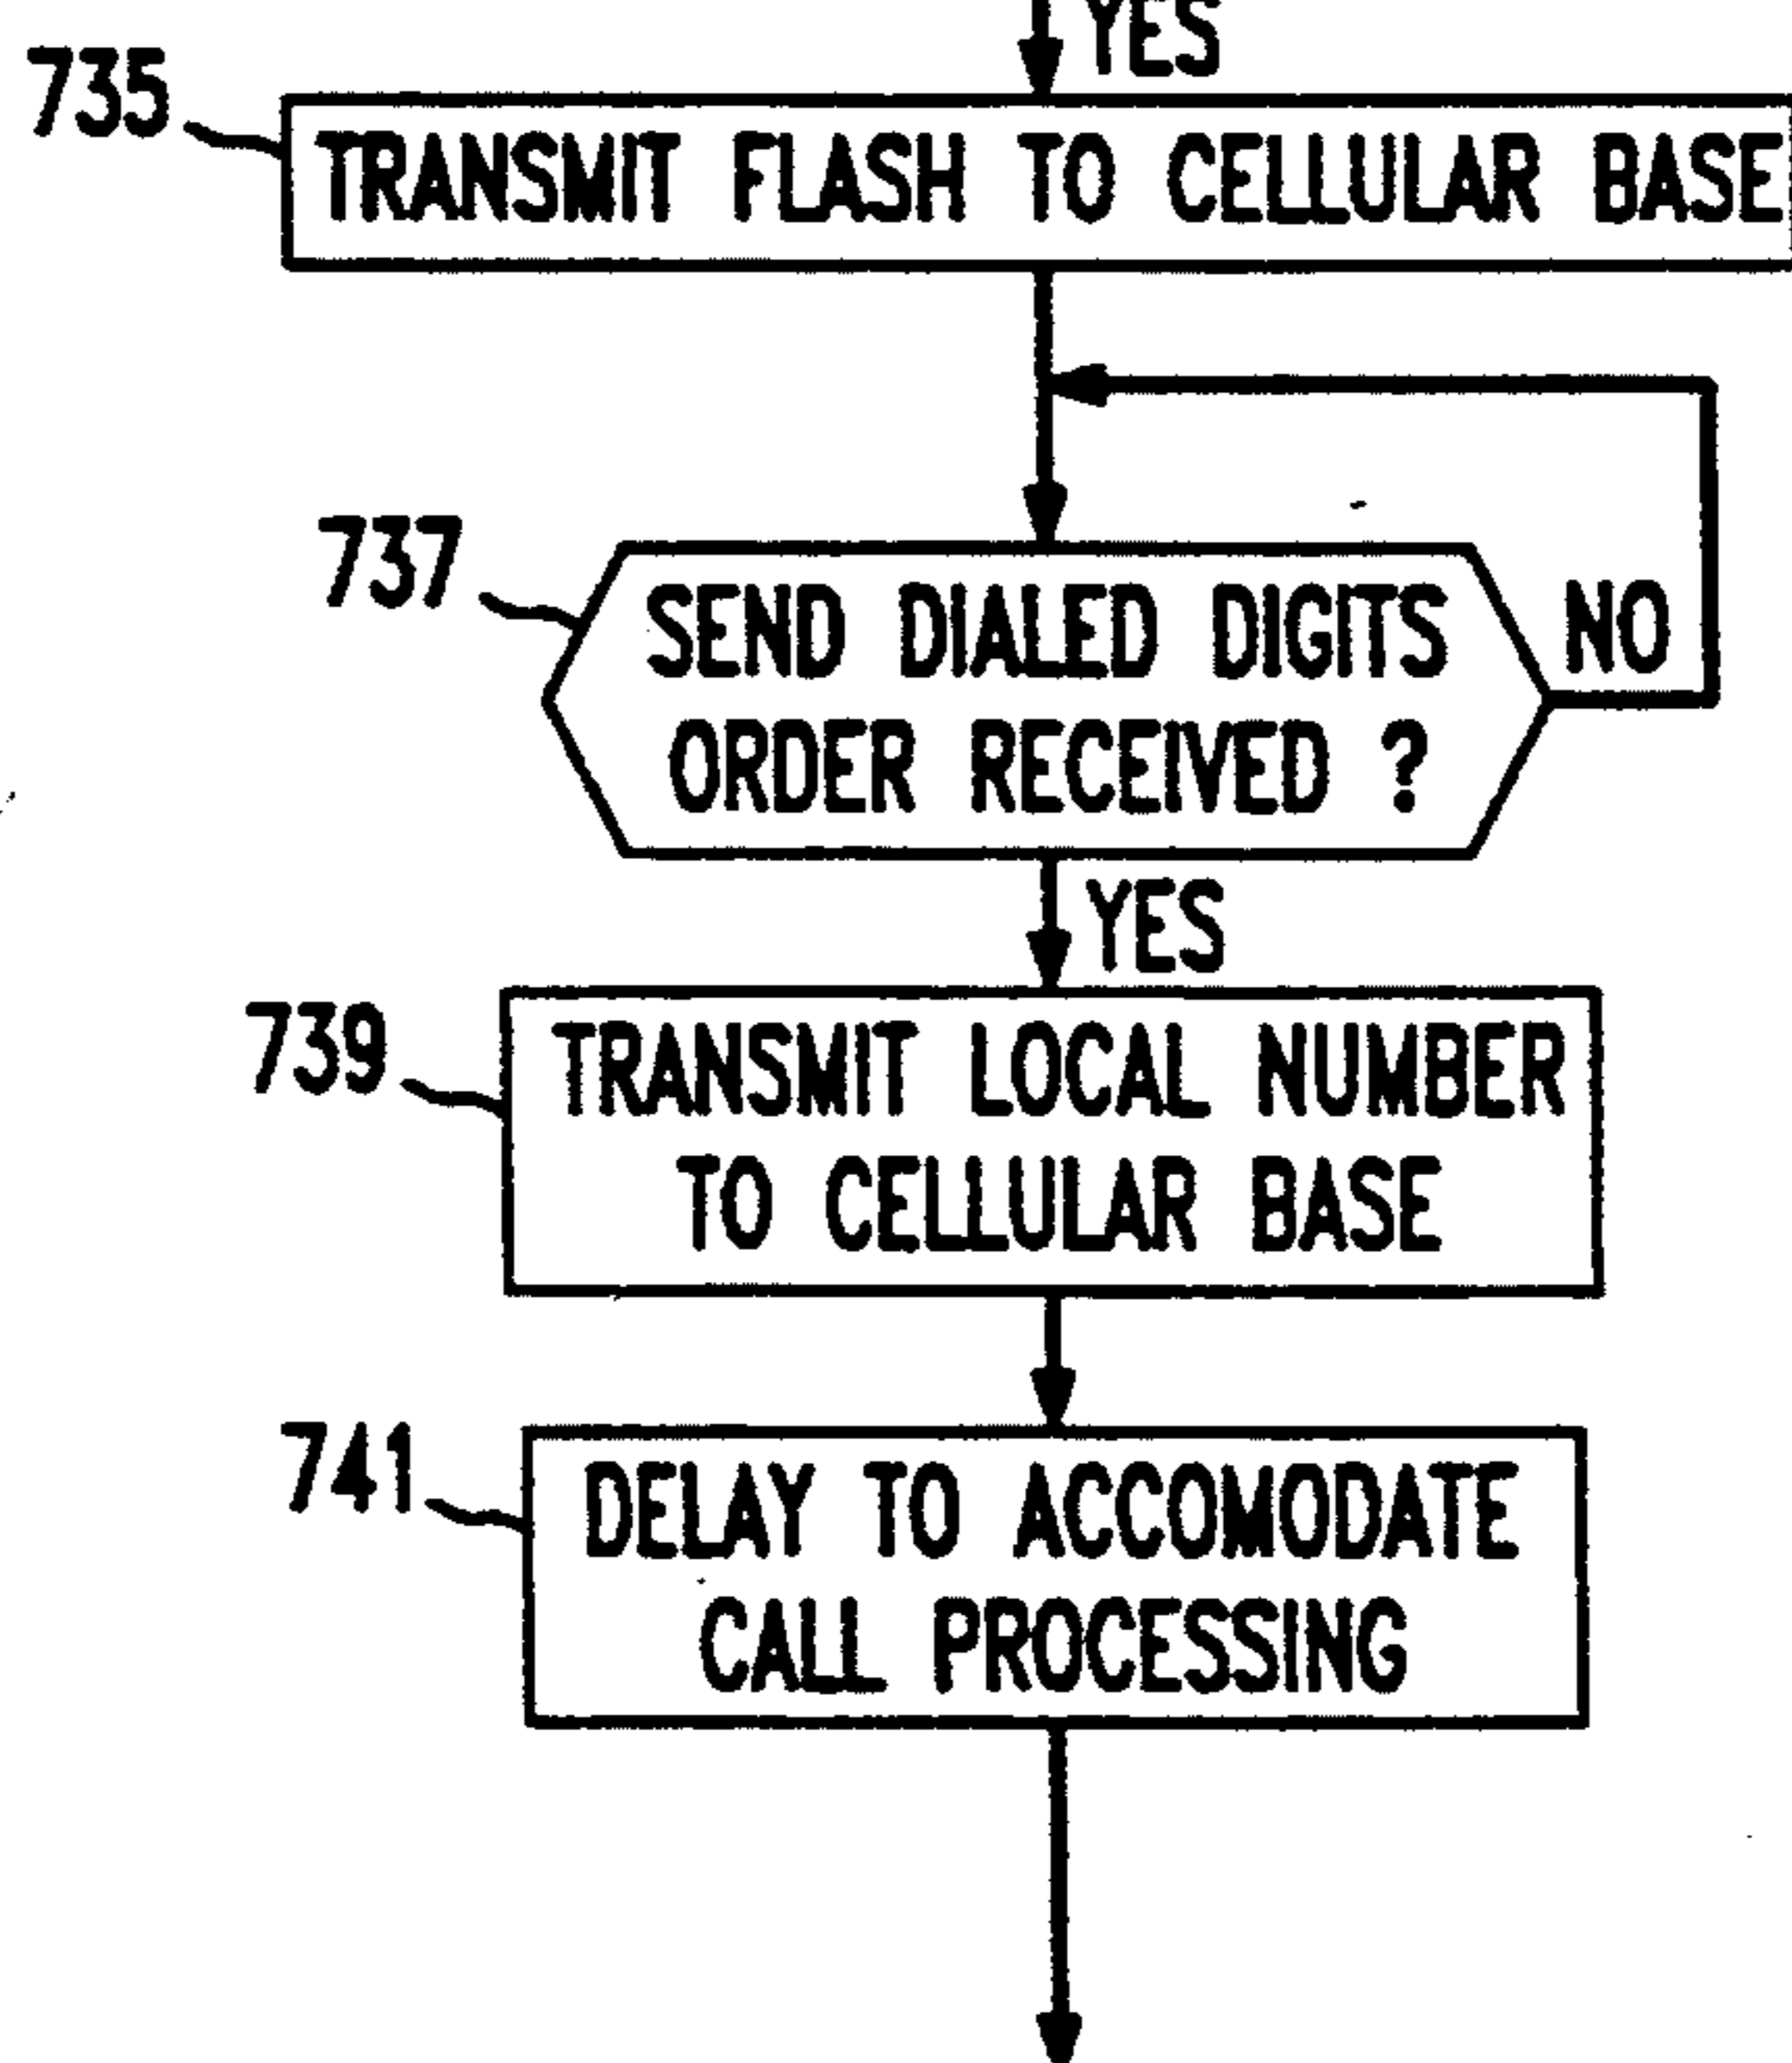 YES
735
TRANSMIT FLASH TO CELLULAR BASE
737
SEND DIALED DIGITS
ORDER RECEIVED ?
NO
YES
739
TRANSMIT LOCAL NUMBER
TO CELLULAR BASE
741
DELAY TO ACCOMODATE
CALL PROCESSING